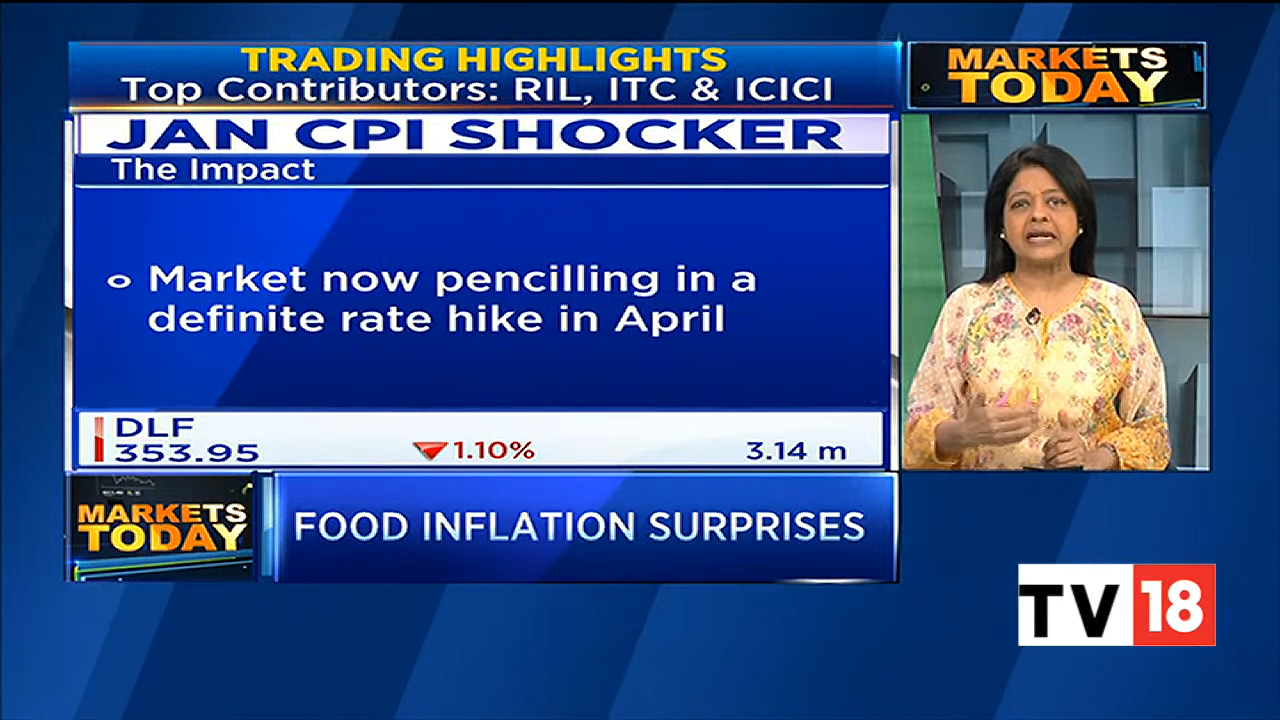 TRADING HIGHLIGHTS
Top Contributors: RIL, ITC & ICICI
MARKETS
TODAY
JAN CPI SHOCKER
The Impact
o Market now pencilling in a
definite rate hike in April
DLF
353.95 ▼1.10% 3.14 m
MARKETS
TODAY
FOOD INFLATION SURPRISES
TV18